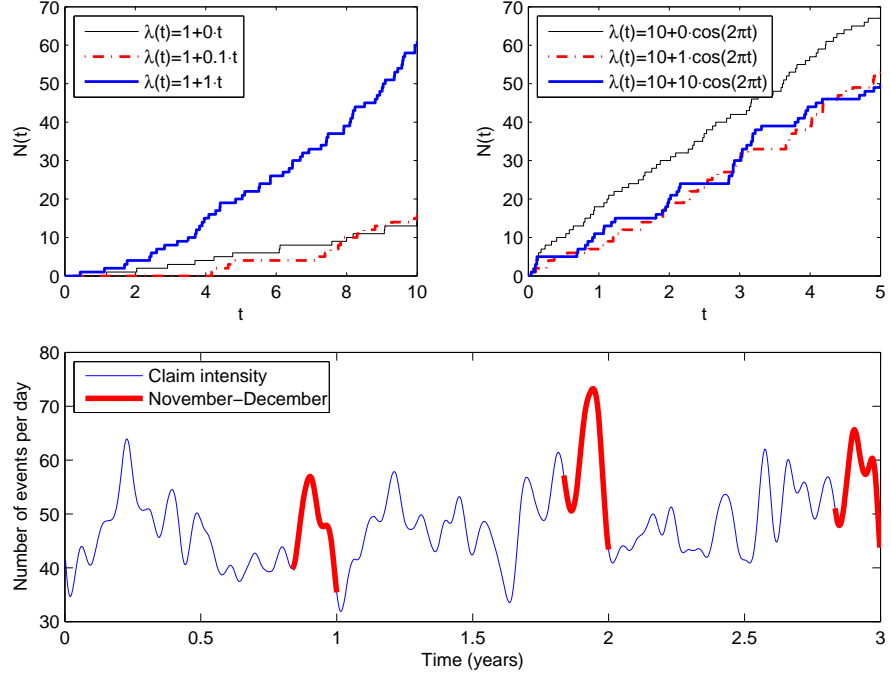 70
60
50
40
30
20
10
0
N(t)
0 2 4 6 8 10
t
λ(t)=1+0·t
λ(t)=1+0.1·t
λ(t)=1+1·t
70
60
50
40
30
20
10
0
N(t)
0 1 2 3 4 5
t
λ(t)=10+0·cos(2πt)
λ(t)=10+1·cos(2πt)
λ(t)=10+10·cos(2πt)
80
70
60
50
40
30
Number of events per day
0 0.5 1 1.5 2 2.5 3
Time (years)
Claim intensity
November−December